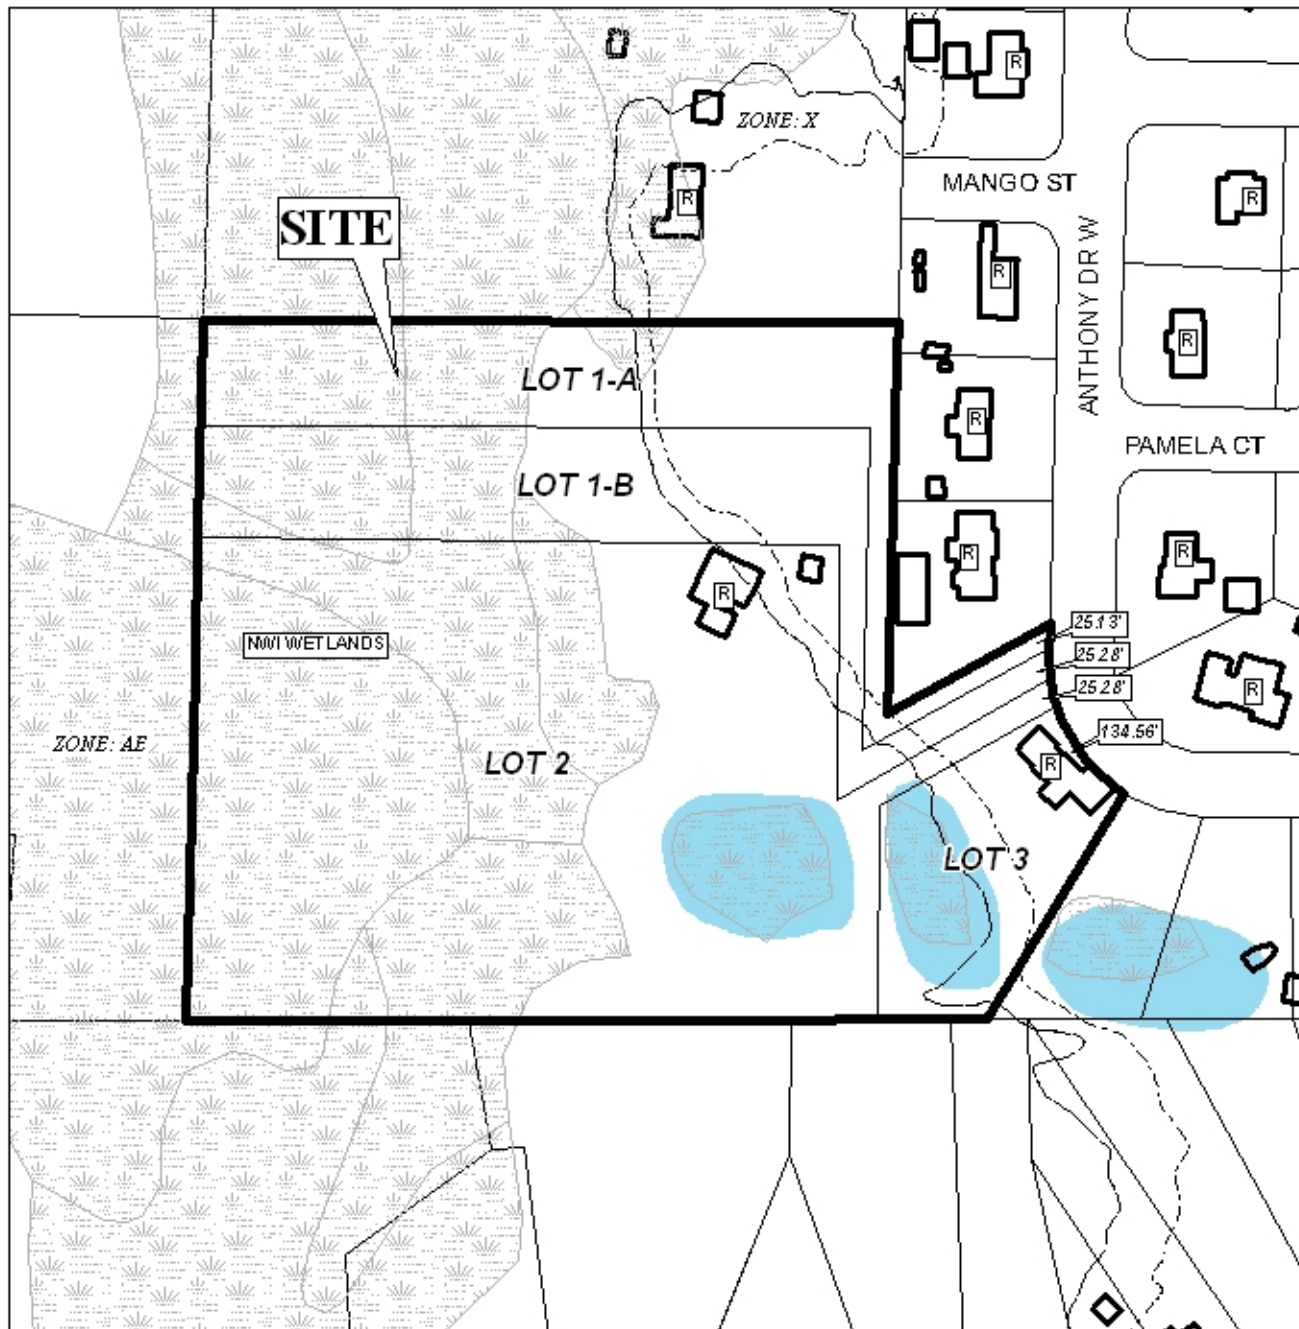 R
ZONE: X
MANGO ST
R
R
SITE
R
ANTHONY DR W
R
LOT 1-A
R
PAMELA CT
LOT 1-B
R
R
R
25.13'
NWI WETLANDS
25.28'
25.28'
R
134.56'
ZONE: AE
LOT 2
R
LOT 3